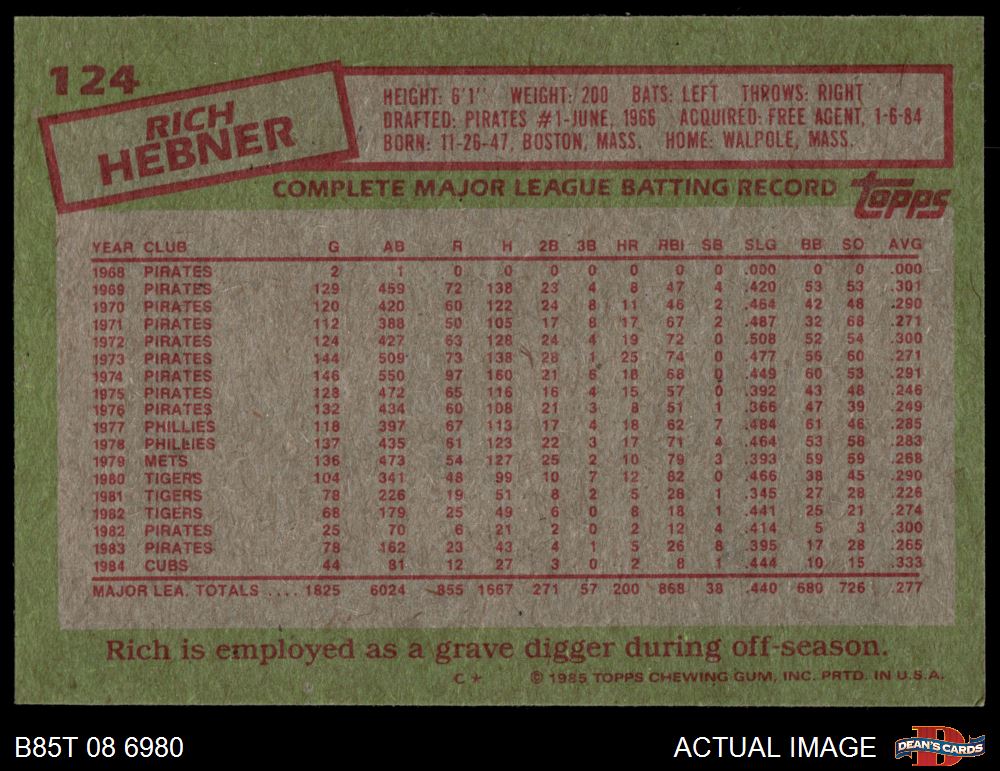 124
RICH
HEBNER
HEIGHT: 6'1" WEIGHT: 200 BATS: LEFT THROWS: RIGHT
DRAFTED: PIRATES #1-JUNE, 1966 ACQUIRED: FREE AGENT, 1-6-84
BORN: 11-26-47, BOSTON, MASS. HOME: WALPOLE, MASS.
COMPLETE MAJOR LEAGUE BATTING RECORD topps
YEAR CLUB G AB R H 2B 3B HR RBI SB SLG BB SO AVG
1968 PIRATES 2 1 0 0 0 0 0 0 0 .000 0 0 .000
1969 PIRATES 129 459 72 138 23 4 8 47 4 .420 53 53 .301
1970 PIRATES 120 420 60 122 24 8 11 46 2 .464 42 48 .290
1971 PIRATES 112 388 50 105 17 8 17 67 2 .487 32 68 .271
1972 PIRATES 124 427 63 128 24 4 19 72 0 .508 52 54 .300
1973 PIRATES 144 509 73 138 28 1 25 74 0 .477 56 60 .271
1974 PIRATES 146 550 97 160 21 6 18 68 0 .449 60 53 .291
1975 PIRATES 128 472 65 116 16 4 15 57 0 .392 43 48 .246
1976 PIRATES 132 434 60 108 21 3 8 51 1 .366 47 39 .249
1977 PHILLIES 118 397 67 113 17 4 18 62 7 .484 61 46 .285
1978 PHILLIES 137 435 61 123 22 3 17 71 4 .464 53 58 .283
1979 METS 136 473 54 127 25 2 10 79 3 .393 59 59 .268
1980 TIGERS 104 341 48 99 10 7 12 82 0 .466 38 45 .290
1981 TIGERS 78 226 19 51 8 2 5 28 1 .345 27 28 .226
1982 TIGERS 68 179 25 49 6 0 8 18 1 .441 25 21 .274
1982 PIRATES 25 70 6 21 2 0 2 12 4 .414 5 3 .300
1983 PIRATES 78 162 23 43 4 1 5 26 8 .395 17 28 .265
1984 CUBS 44 81 12 27 3 0 2 8 1 .444 10 15 .333
MAJOR LEA. TOTALS .... 1825 6024 855 1667 271 57 200 868 38 .440 680 726 .277
Rich is employed as a grave digger during off-season.
C* © 1985 TOPPS CHEWING GUM, INC. PRTD. IN U.S.A.
B85T 08 6980 ACTUAL IMAGE DEAN'S CARDS